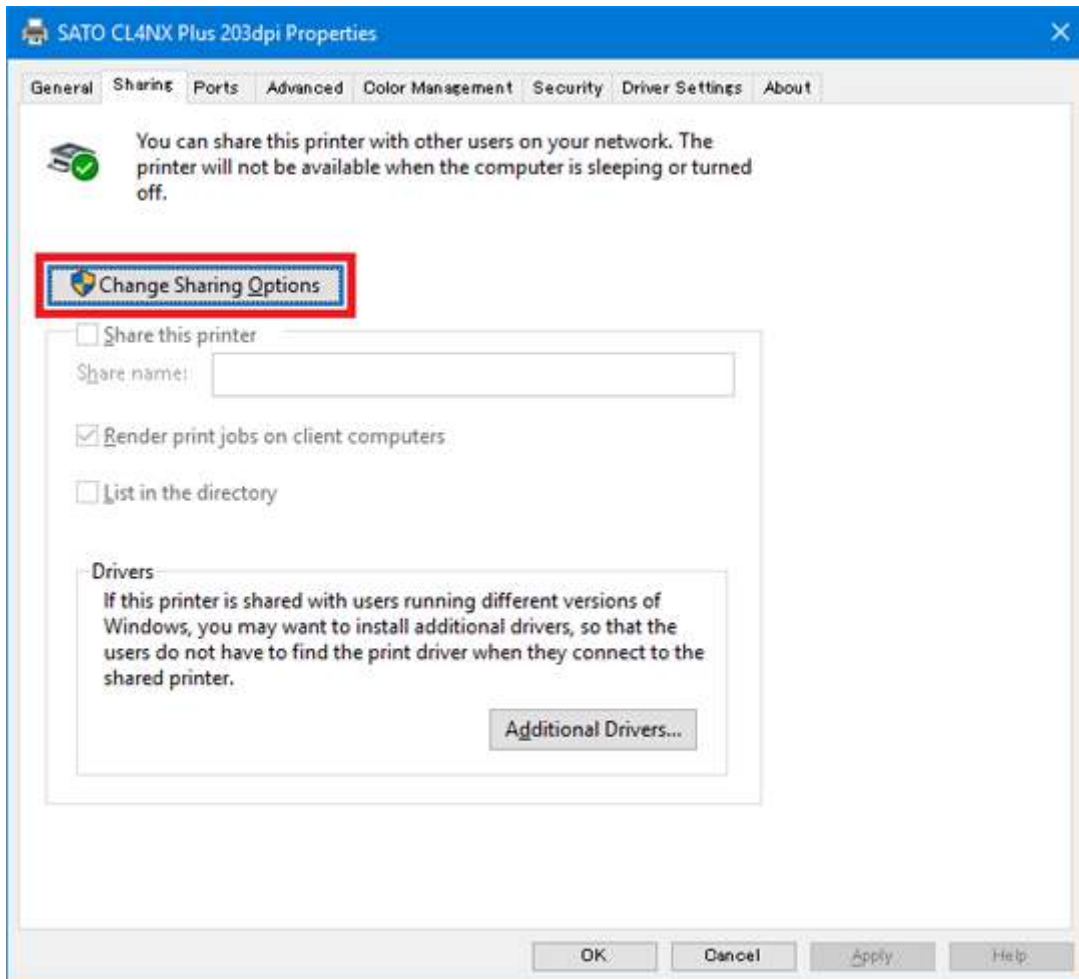 SATO CL4NX Plus 203dpi Properties
General Sharing Ports Advanced Color Management Security Driver Settings About
You can share this printer with other users on your network. The
printer will not be available when the computer is sleeping or turned
off.
Change Sharing Options
Share this printer
Share name:
Render print jobs on client computers
List in the directory
Drivers
If this printer is shared with users running different versions of
Windows, you may want to install additional drivers, so that the
users do not have to find the print driver when they connect to the
shared printer.
Additional Drivers...
OK Cancel Apply Help